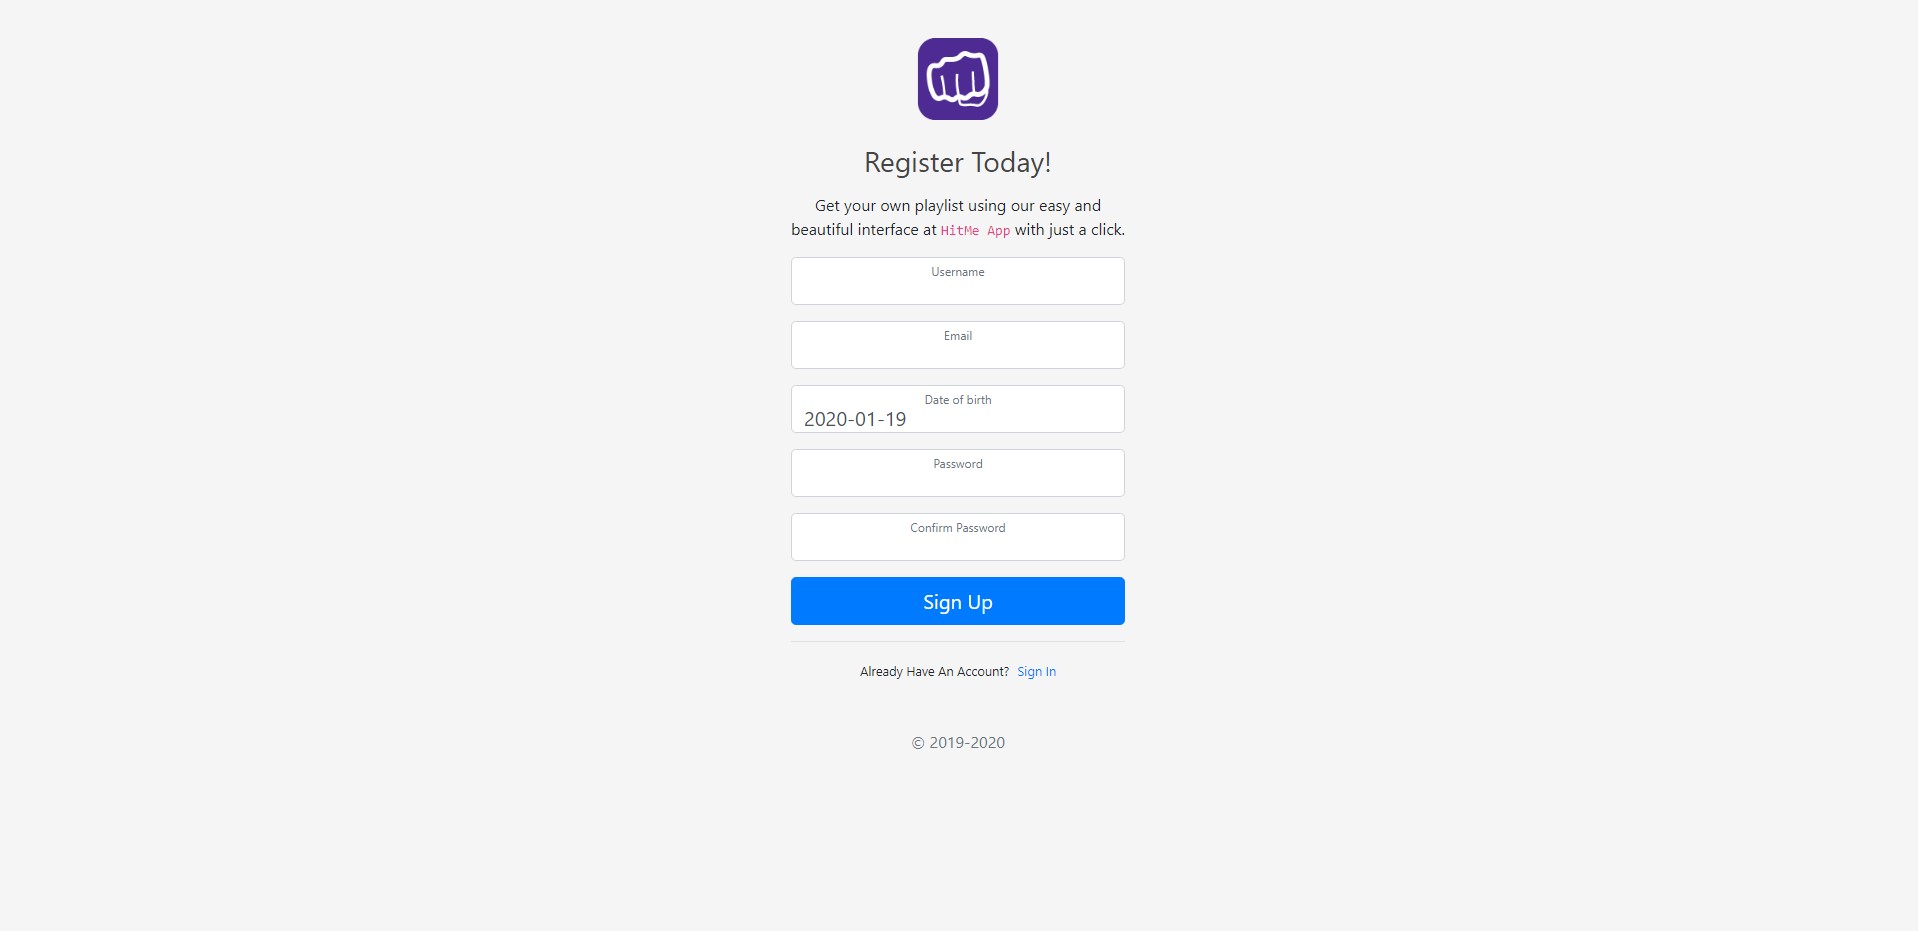 Register Today!
Get your own playlist using our easy and
beautiful interface at HitMe App with just a click.
Username
Email
Date of birth
2020-01-19
Password
Confirm Password
Sign Up
Already Have An Account? Sign In
© 2019-2020